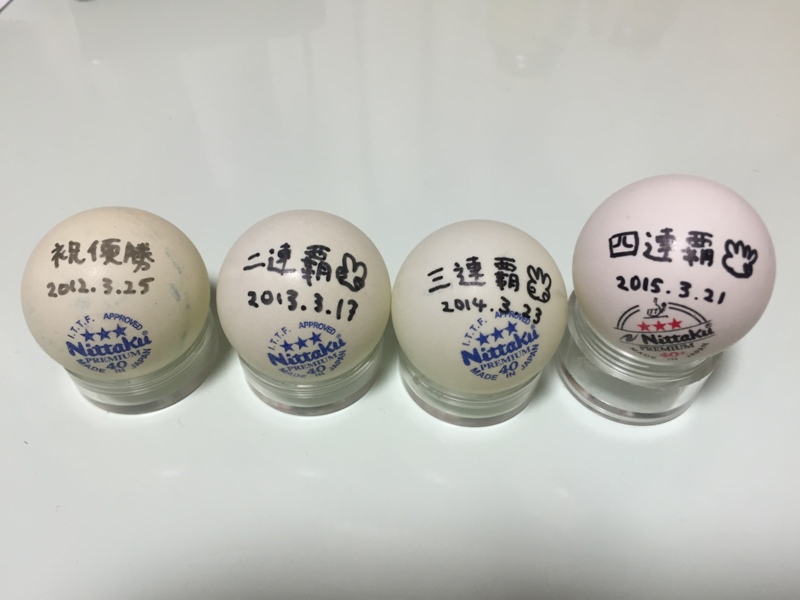 祝優勝
2012.3.25
I.T.T.F. APPROVED
Nittaku
PREMIUM
40
MADE IN JAPAN
二連覇
2013.3.17
I.T.T.F. APPROVED
Nittaku
PREMIUM
40
MADE IN JAPAN
三連覇
2014.3.23
I.T.T.F. APPROVED
Nittaku
PREMIUM
40
MADE IN JAPAN
四連覇
2015.3.21
Nittaku
PREMIUM
MADE JAPAN